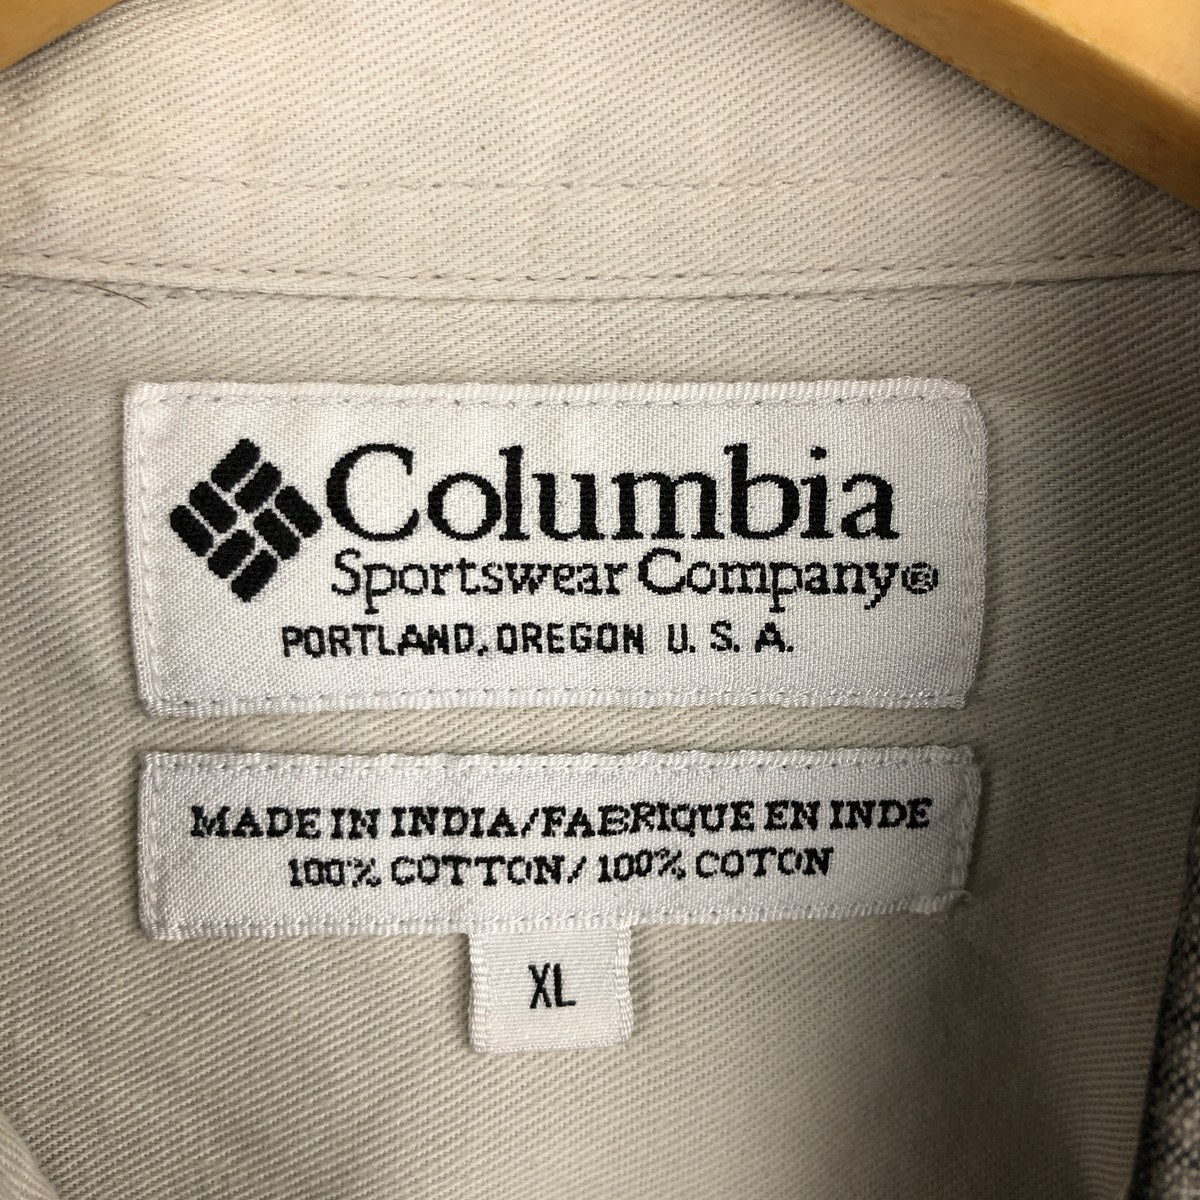 Columbia
Sportswear Company®
PORTLAND, OREGON U. S. A.
MADE IN INDIA/FABRIQUE EN INDE
100% COTTON/100% COTON
XL